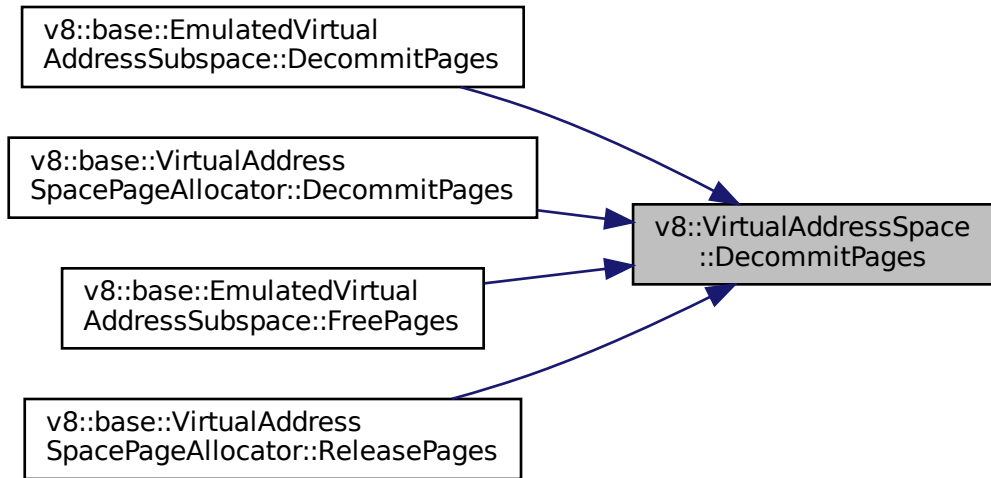 v8::base::EmulatedVirtual
AddressSubspace::DecommitPages
v8::base::VirtualAddress
SpacePageAllocator::DecommitPages
v8::VirtualAddressSpace
::DecommitPages
v8::base::EmulatedVirtual
AddressSubspace::FreePages
v8::base::VirtualAddress
SpacePageAllocator::ReleasePages